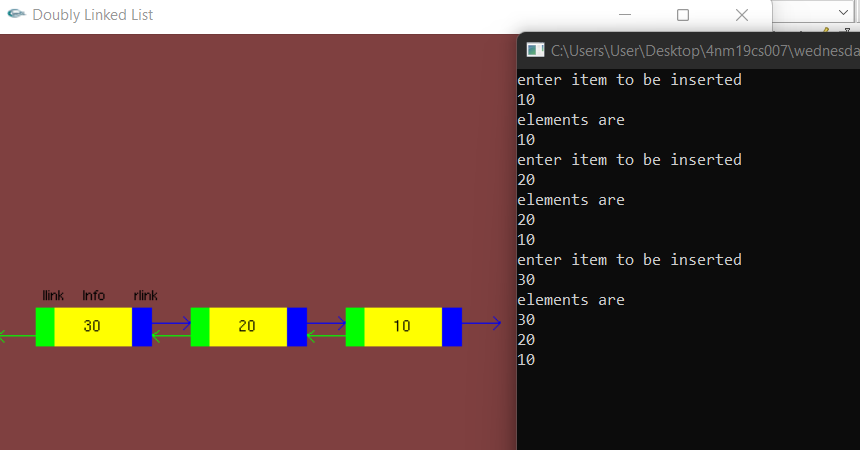 Doubly Linked List
llink Info rlink
30 20 10
C:\Users\User\Desktop\4nm19cs007\wednesda
enter item to be inserted
10
elements are
10
enter item to be inserted
20
elements are
20
10
enter item to be inserted
30
elements are
30
20
10